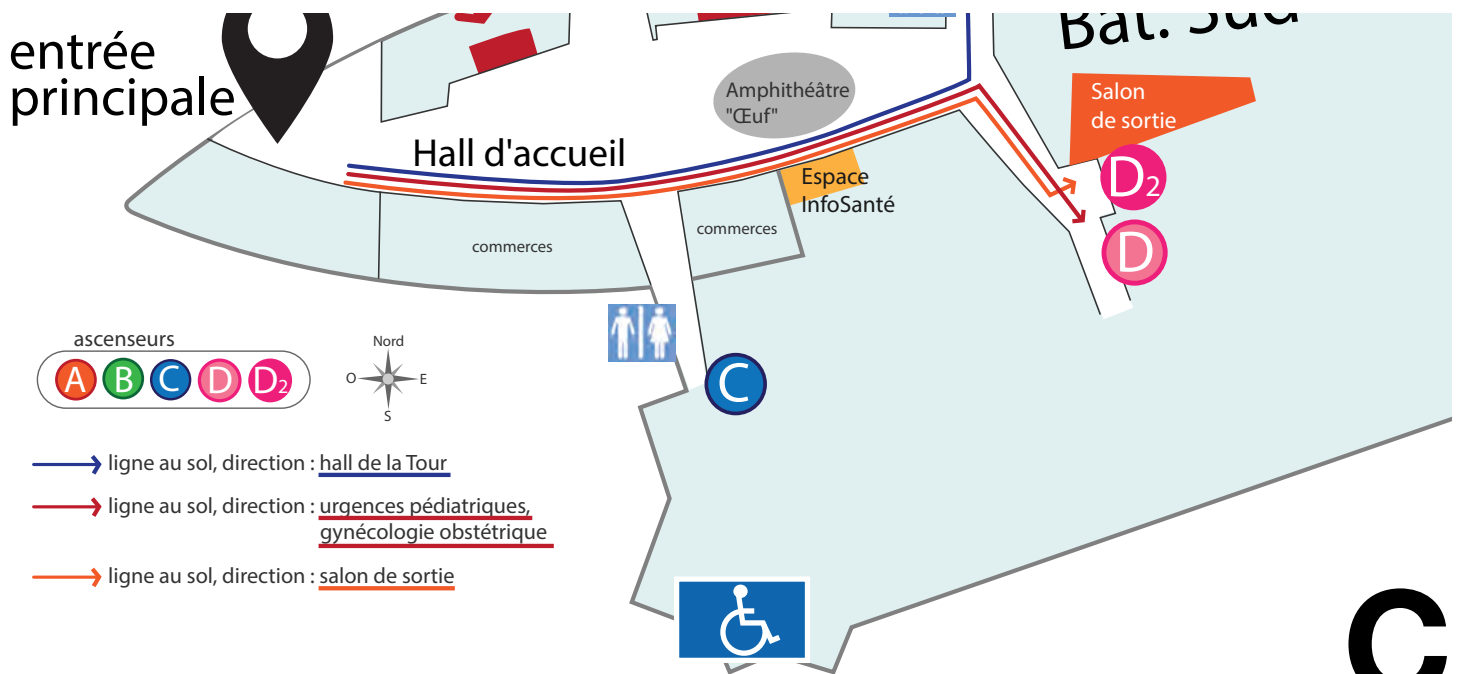 entrée
principale
Bât. Sud
Salon
de sortie
Amphithéâtre
"Œuf"
Hall d'accueil
Espace
InfoSanté
D2
D
commerces
commerces
C
ascenseurs
A B C D D2
Nord
O E
S
ligne au sol, direction : hall de la Tour
ligne au sol, direction : urgences pédiatriques,
gynécologie obstétrique
ligne au sol, direction : salon de sortie
C